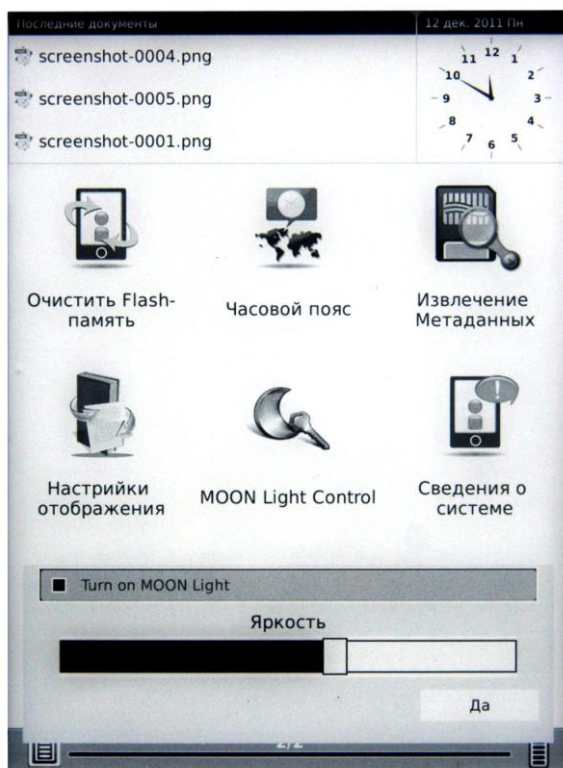 Последние документы
12 дек. 2011 Пн
screenshot-0004.png
screenshot-0005.png
screenshot-0001.png
11 12 1
10 2
9 3
8 4
7 6 5
Очистить Flash-
память
Часовой пояс
Извлечение
Метаданных
Настрийки
отображения
MOON Light Control
Сведения о
системе
Turn on MOON Light
Яркость
Да
2/2